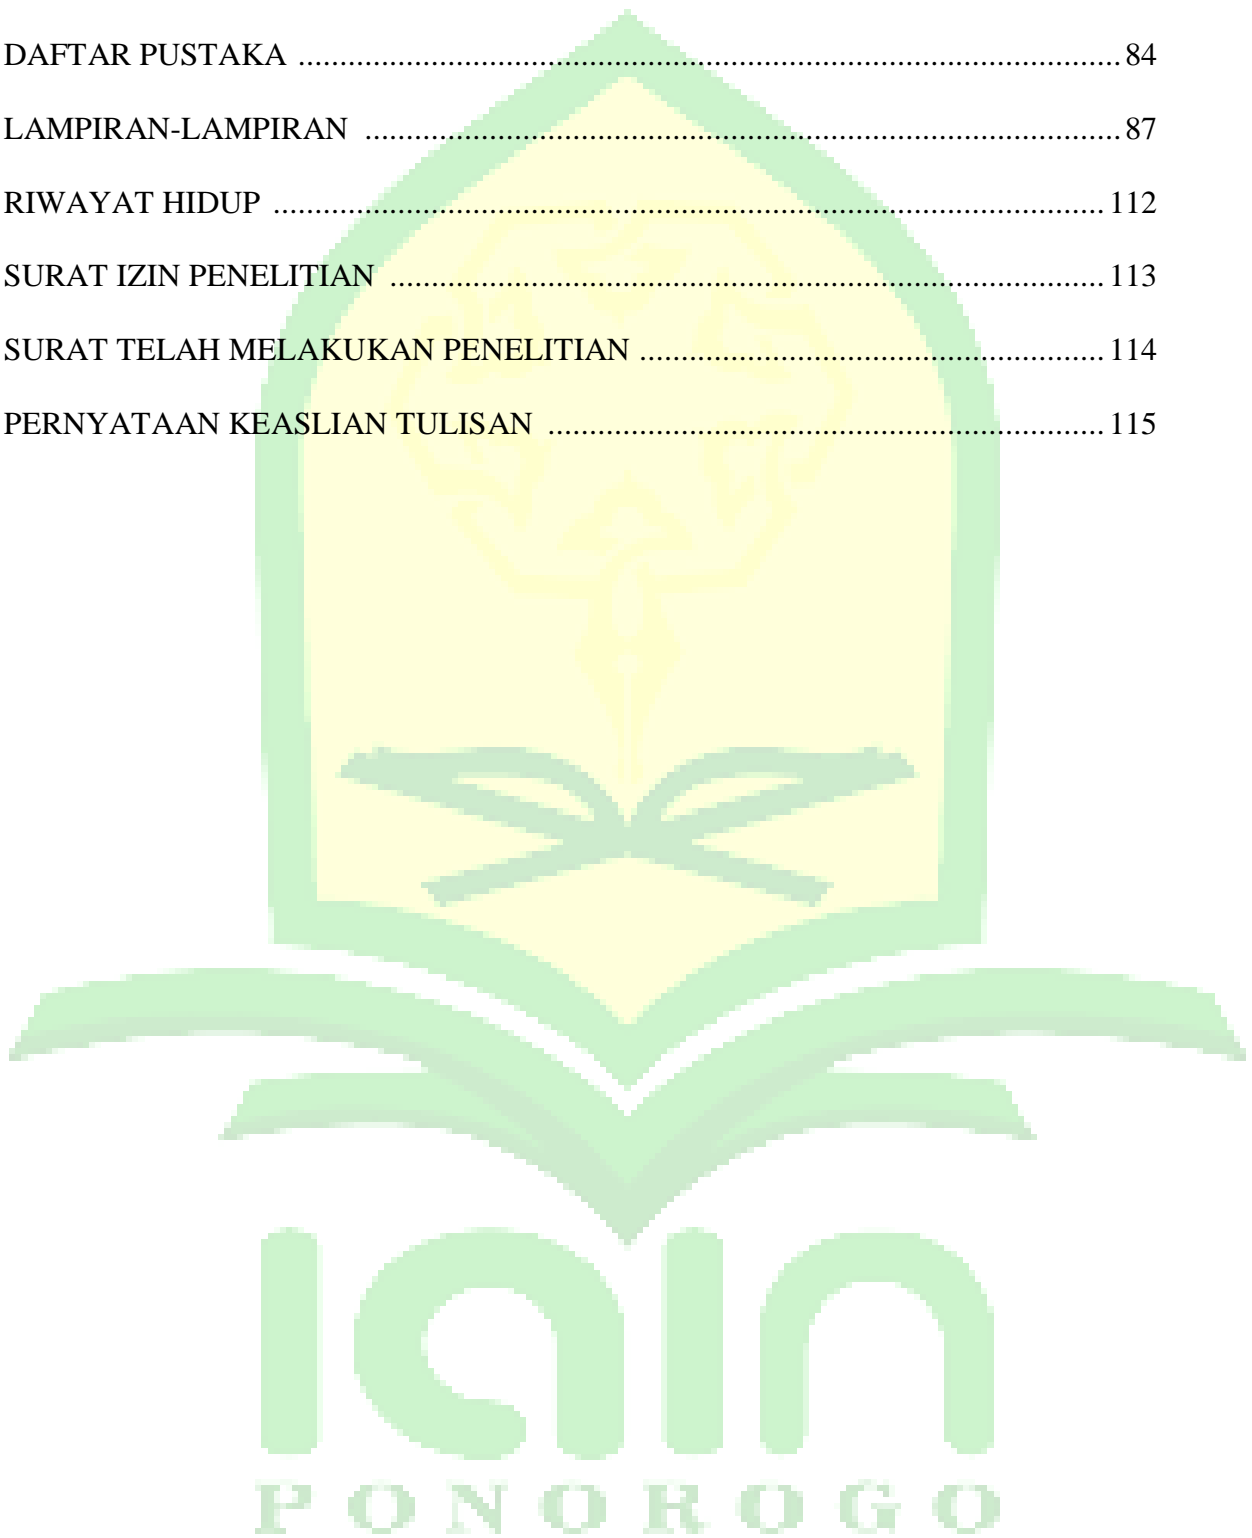 DAFTAR PUSTAKA ........................................................................................................ 84
LAMPIRAN-LAMPIRAN ................................................................................................ 87
RIWAYAT HIDUP ........................................................................................................ 112
SURAT IZIN PENELITIAN .......................................................................................... 113
SURAT TELAH MELAKUKAN PENELITIAN ........................................................... 114
PERNYATAAN KEASLIAN TULISAN ....................................................................... 115
iain
PONOROGO